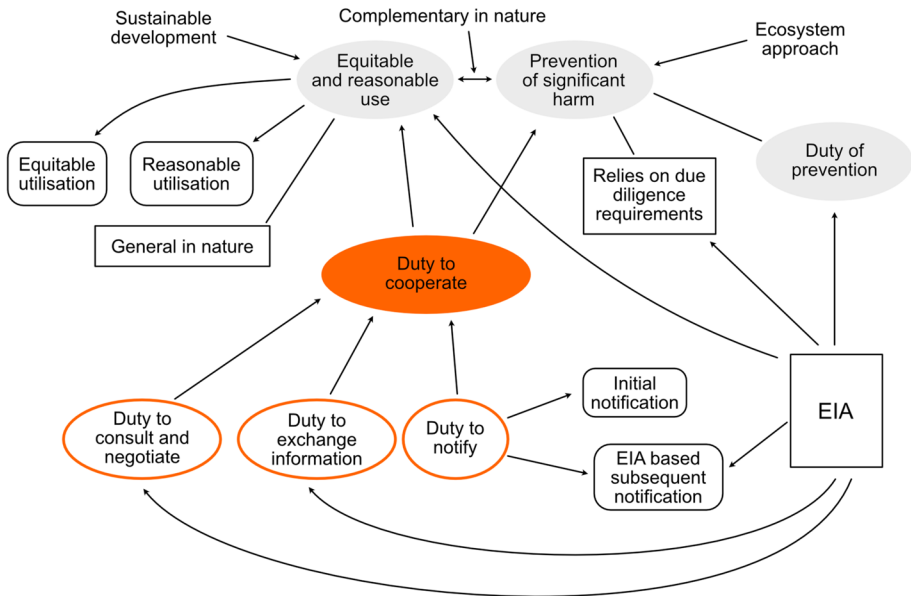 Sustainable
development
Complementary in nature
Ecosystem
approach
Equitable
and reasonable
use
Prevention
of significant
harm
Equitable
utilisation
Reasonable
utilisation
Relies on due
diligence
requirements
Duty of
prevention
General in nature
Duty to
cooperate
Initial
notification
EIA
Duty to
consult and
negotiate
Duty to
exchange
information
Duty to
notify
EIA based
subsequent
notification